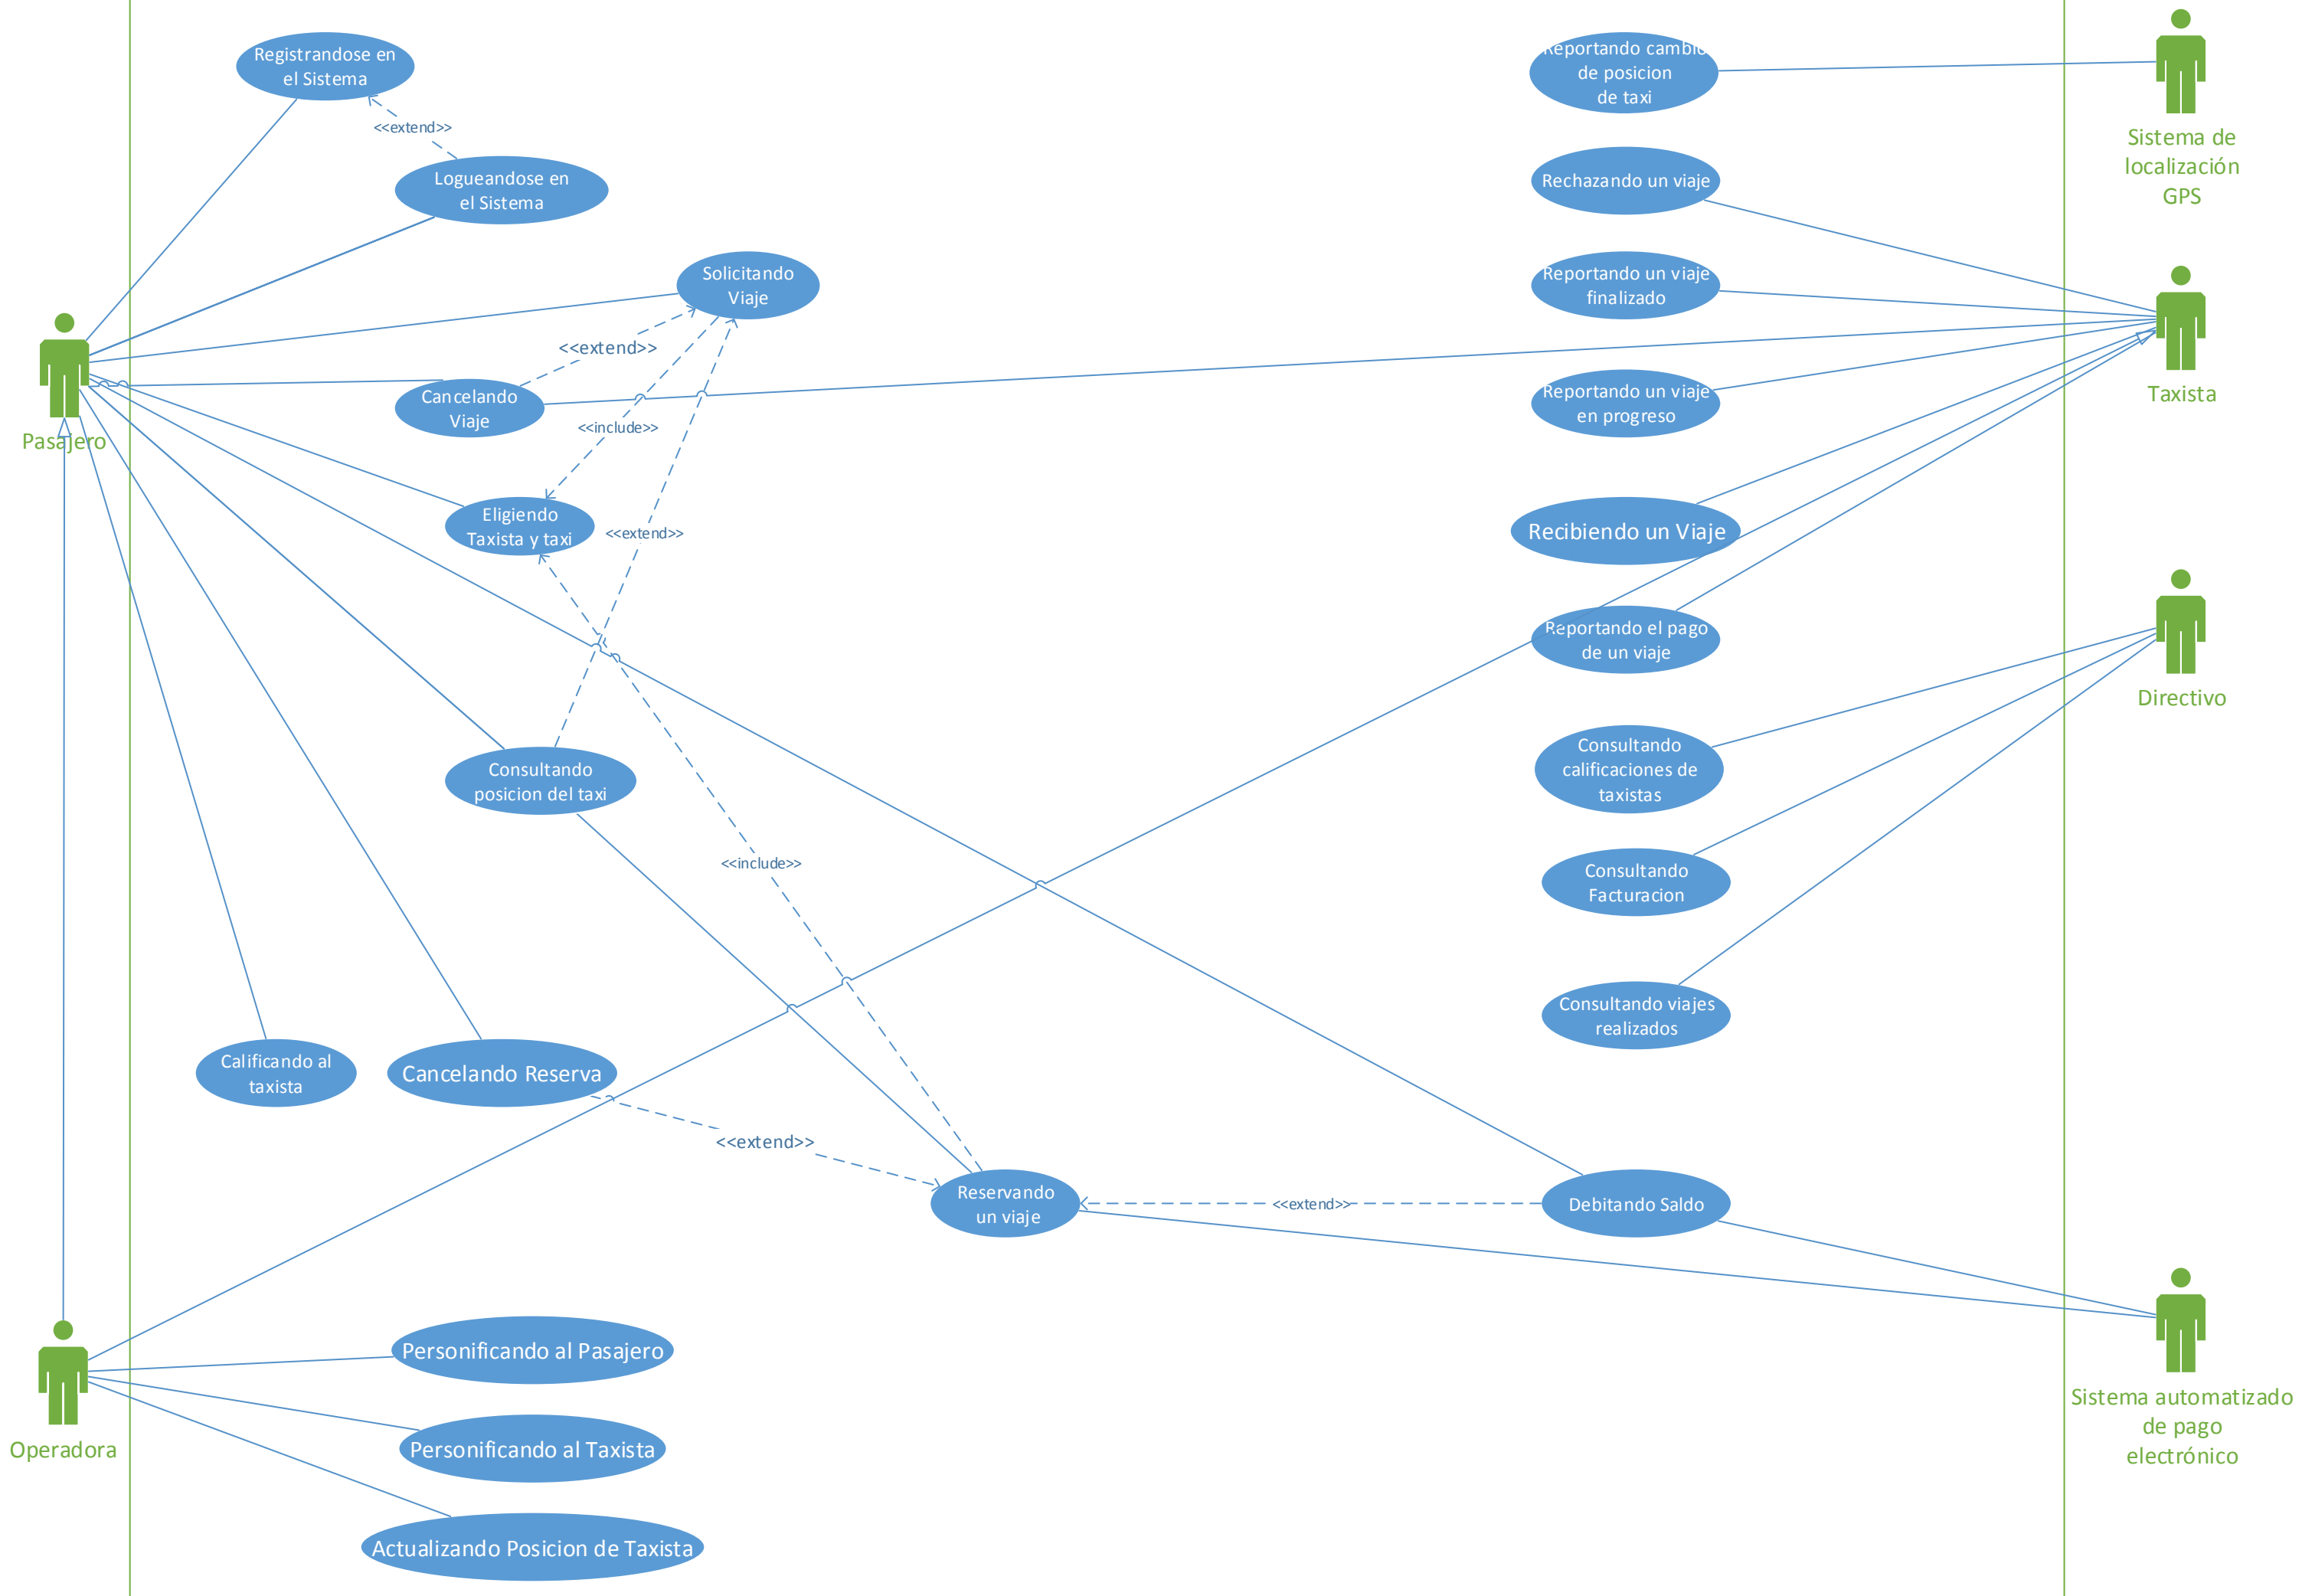 Registrandose en
el Sistema
<<extend>>
Logueandose en
el Sistema
Solicitando
Viaje
<<extend>>
Cancelando
Viaje
<<include>>
Pasajero
Eligiendo
Taxista y taxi
<<extend>>
Consultando
posicion del taxi
<<include>>
Calificando al
taxista
Cancelando Reserva
<<extend>>
Reservando
un viaje
<<extend>>
Debitando Saldo
Personificando al Pasajero
Personificando al Taxista
Operadora
Actualizando Posicion de Taxista
Reportando cambio
de posicion
de taxi
Sistema de
localización
GPS
Rechazando un viaje
Reportando un viaje
finalizado
Reportando un viaje
en progreso
Taxista
Recibiendo un Viaje
Reportando el pago
de un viaje
Directivo
Consultando
calificaciones de
taxistas
Consultando
Facturacion
Consultando viajes
realizados
Sistema automatizado
de pago
electrónico